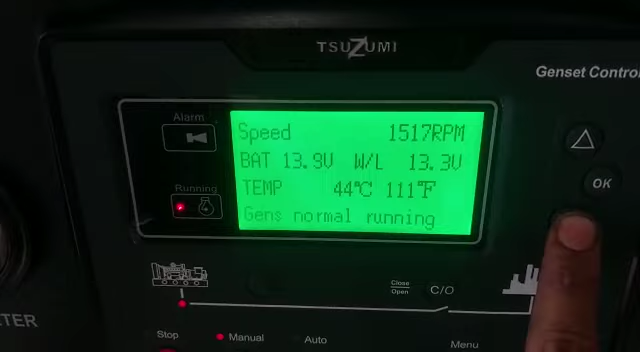 TSUZUMI
Genset Control
Alarm
Speed 1517RPM
BAT 13.9V W/L 13.3V
OK
Running
TEMP 44°C 111°F
Gens normal running
Close
Open
C/O
TER
Stop
Manual
Auto
Menu